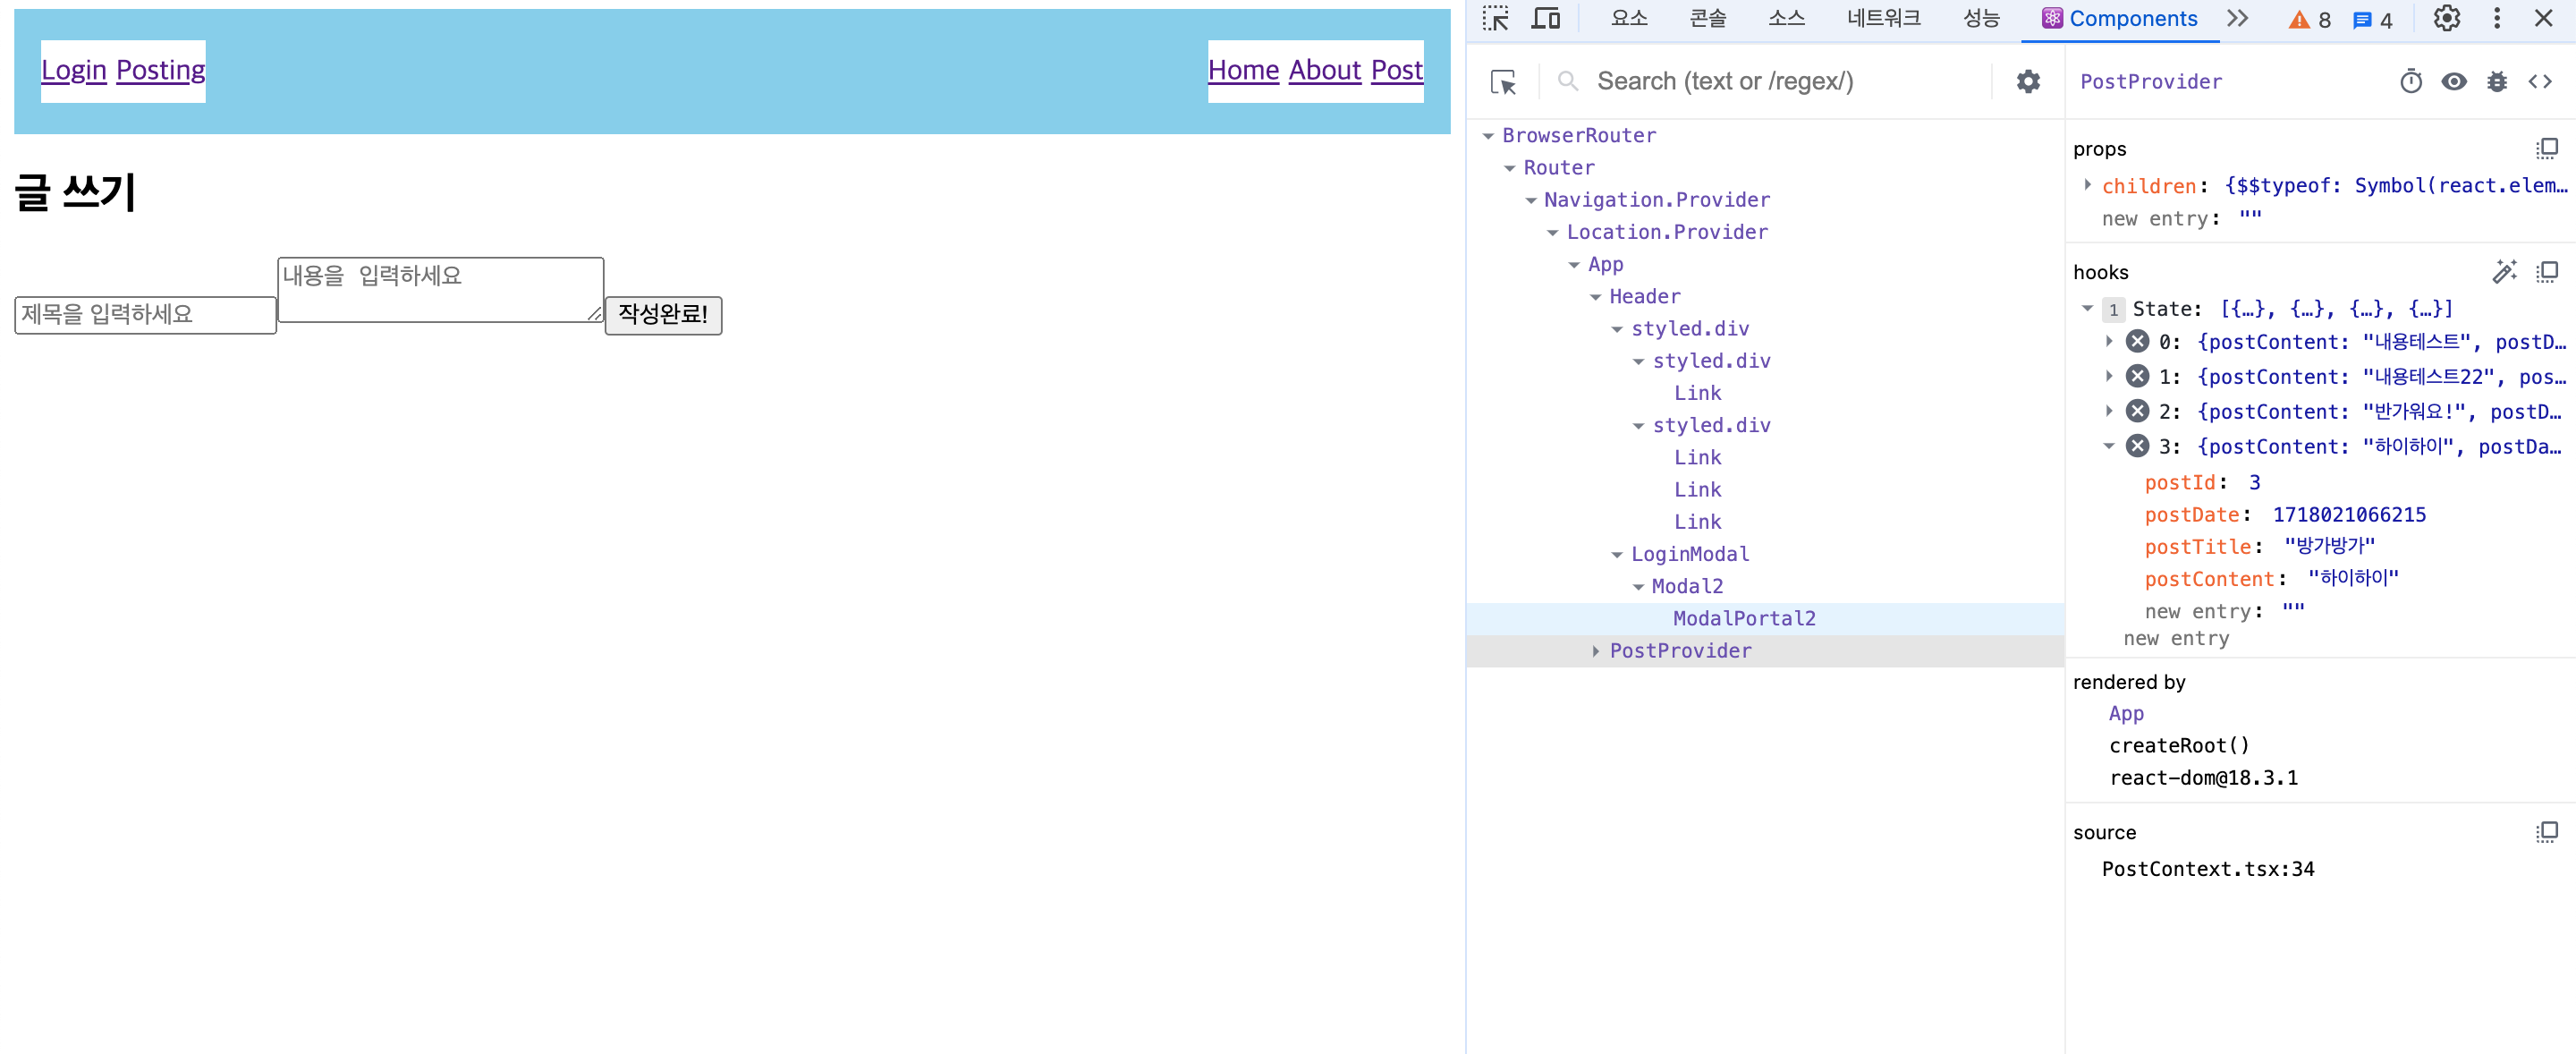 Login Posting
Home About Post
글 쓰기
제목을 입력하세요
내용을 입력하세요
작성완료!
요소 콘솔 소스 네트워크 성능 Components 8 4
Search (text or /regex/)
BrowserRouter
Router
Navigation.Provider
Location.Provider
App
Header
styled.div
styled.div
Link
styled.div
Link
Link
Link
LoginModal
Modal2
ModalPortal2
PostProvider
PostProvider
props
children: {$$typeof: Symbol(react.elem…
new entry: ""
hooks
1 State: [{…}, {…}, {…}, {…}]
0: {postContent: "내용테스트", postD…
1: {postContent: "내용테스트22", pos…
2: {postContent: "반가워요!", postD…
3: {postContent: "하이하이", postDa…
postId: 3
postDate: 1718021066215
postTitle: "방가방가"
postContent: "하이하이"
new entry: ""
new entry
rendered by
App
createRoot()
react-dom@18.3.1
source
PostContext.tsx:34